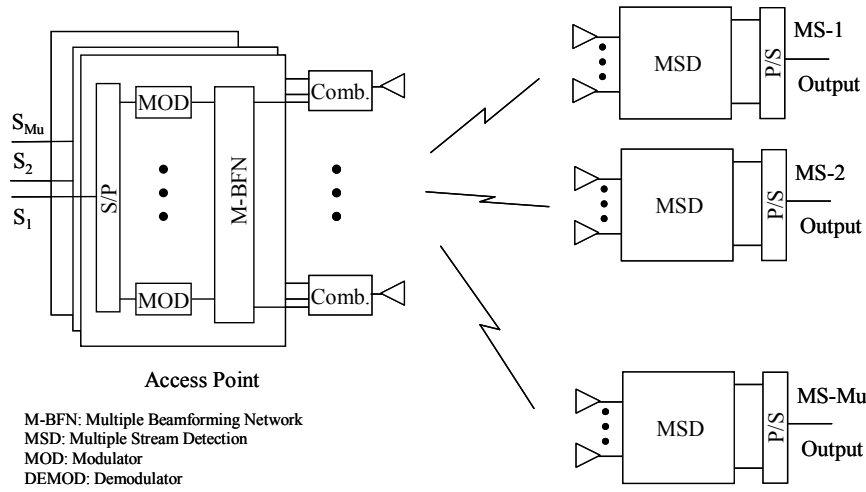 S_Mu
S_2
S_1
S/P
MOD
MOD
M-BFN
Comb.
Comb.
Access Point
MSD
P/S
MS-1
Output
MSD
P/S
MS-2
Output
MSD
P/S
MS-Mu
Output
M-BFN: Multiple Beamforming Network
MSD: Multiple Stream Detection
MOD: Modulator
DEMOD: Demodulator